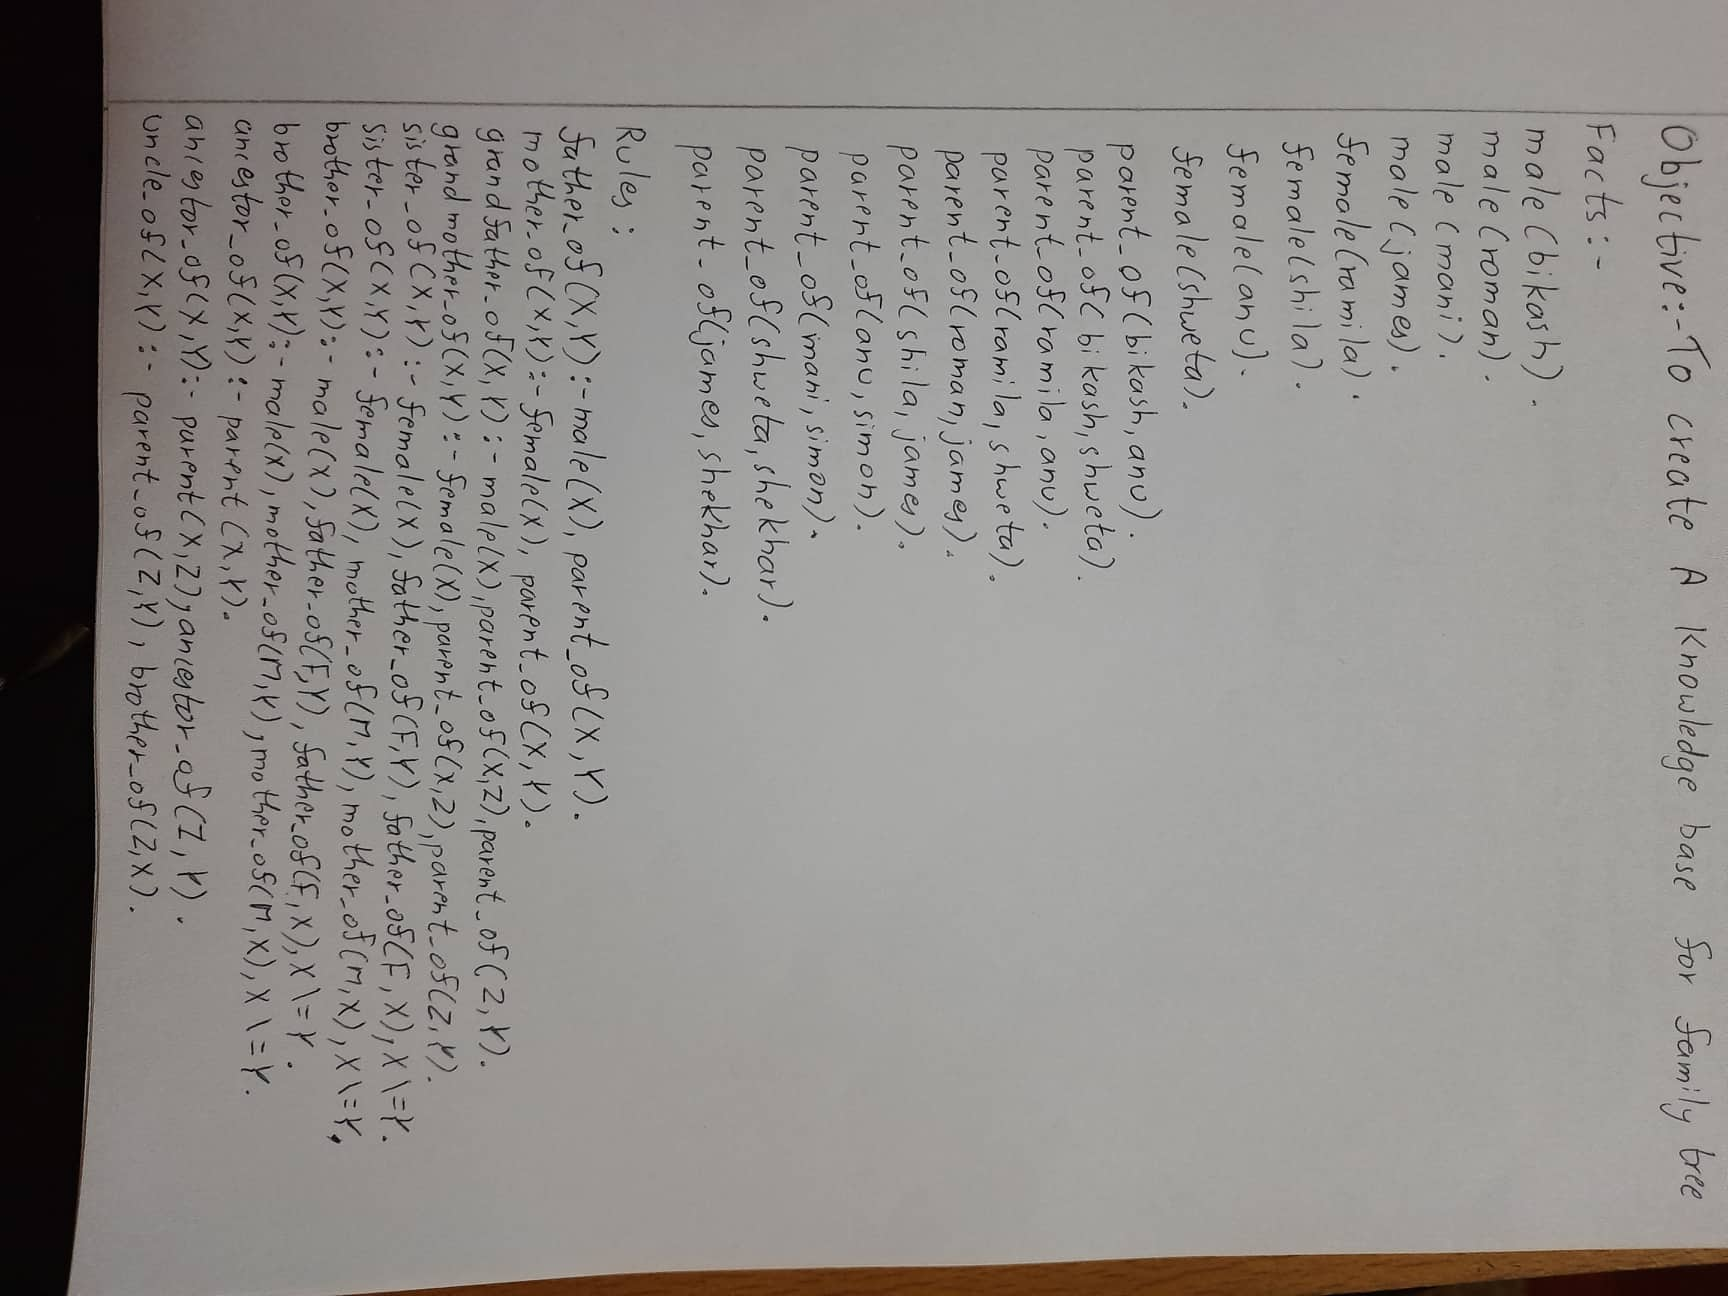 Objective:- To create A Knowledge base for family tree
Facts:-
male(bikash).
male(roman).
male(mani).
male(james).
female(ramila).
female(shila).
female(anu).
female(shweta).
parent_of(bikash,anu).
parent_of(bikash,shweta).
parent_of(ramila,anu).
parent_of(ramila,shweta).
parent_of(roman,james).
parent_of(shila,james).
parent_of(anu,simon).
parent_of(mani,simon).
parent_of(shweta,shekhar).
parent_of(james,shekhar).
Rules:
father_of(X,Y):-male(X),parent_of(X,Y).
mother_of(X,Y):-female(X),parent_of(X,Y).
grandfather_of(X,Y):-male(X),parent_of(X,Z),parent_of(Z,Y).
grandmother_of(X,Y):-female(X),parent_of(X,Z),parent_of(Z,Y).
sister_of(X,Y):-female(X),father_of(F,Y),father_of(F,X),X\=Y.
sister_of(X,Y):-female(X),mother_of(M,Y),mother_of(M,X),X\=Y.
brother_of(X,Y):-male(X),father_of(F,Y),father_of(F,X),X\=Y.
brother_of(X,Y):-male(X),mother_of(M,Y),mother_of(M,X),X\=Y.
ancestor_of(X,Y):-parent(X,Y).
ancestor_of(X,Y):-parent(X,Z),ancestor_of(Z,Y).
uncle_of(X,Y):-parent_of(Z,Y),brother_of(Z,X).